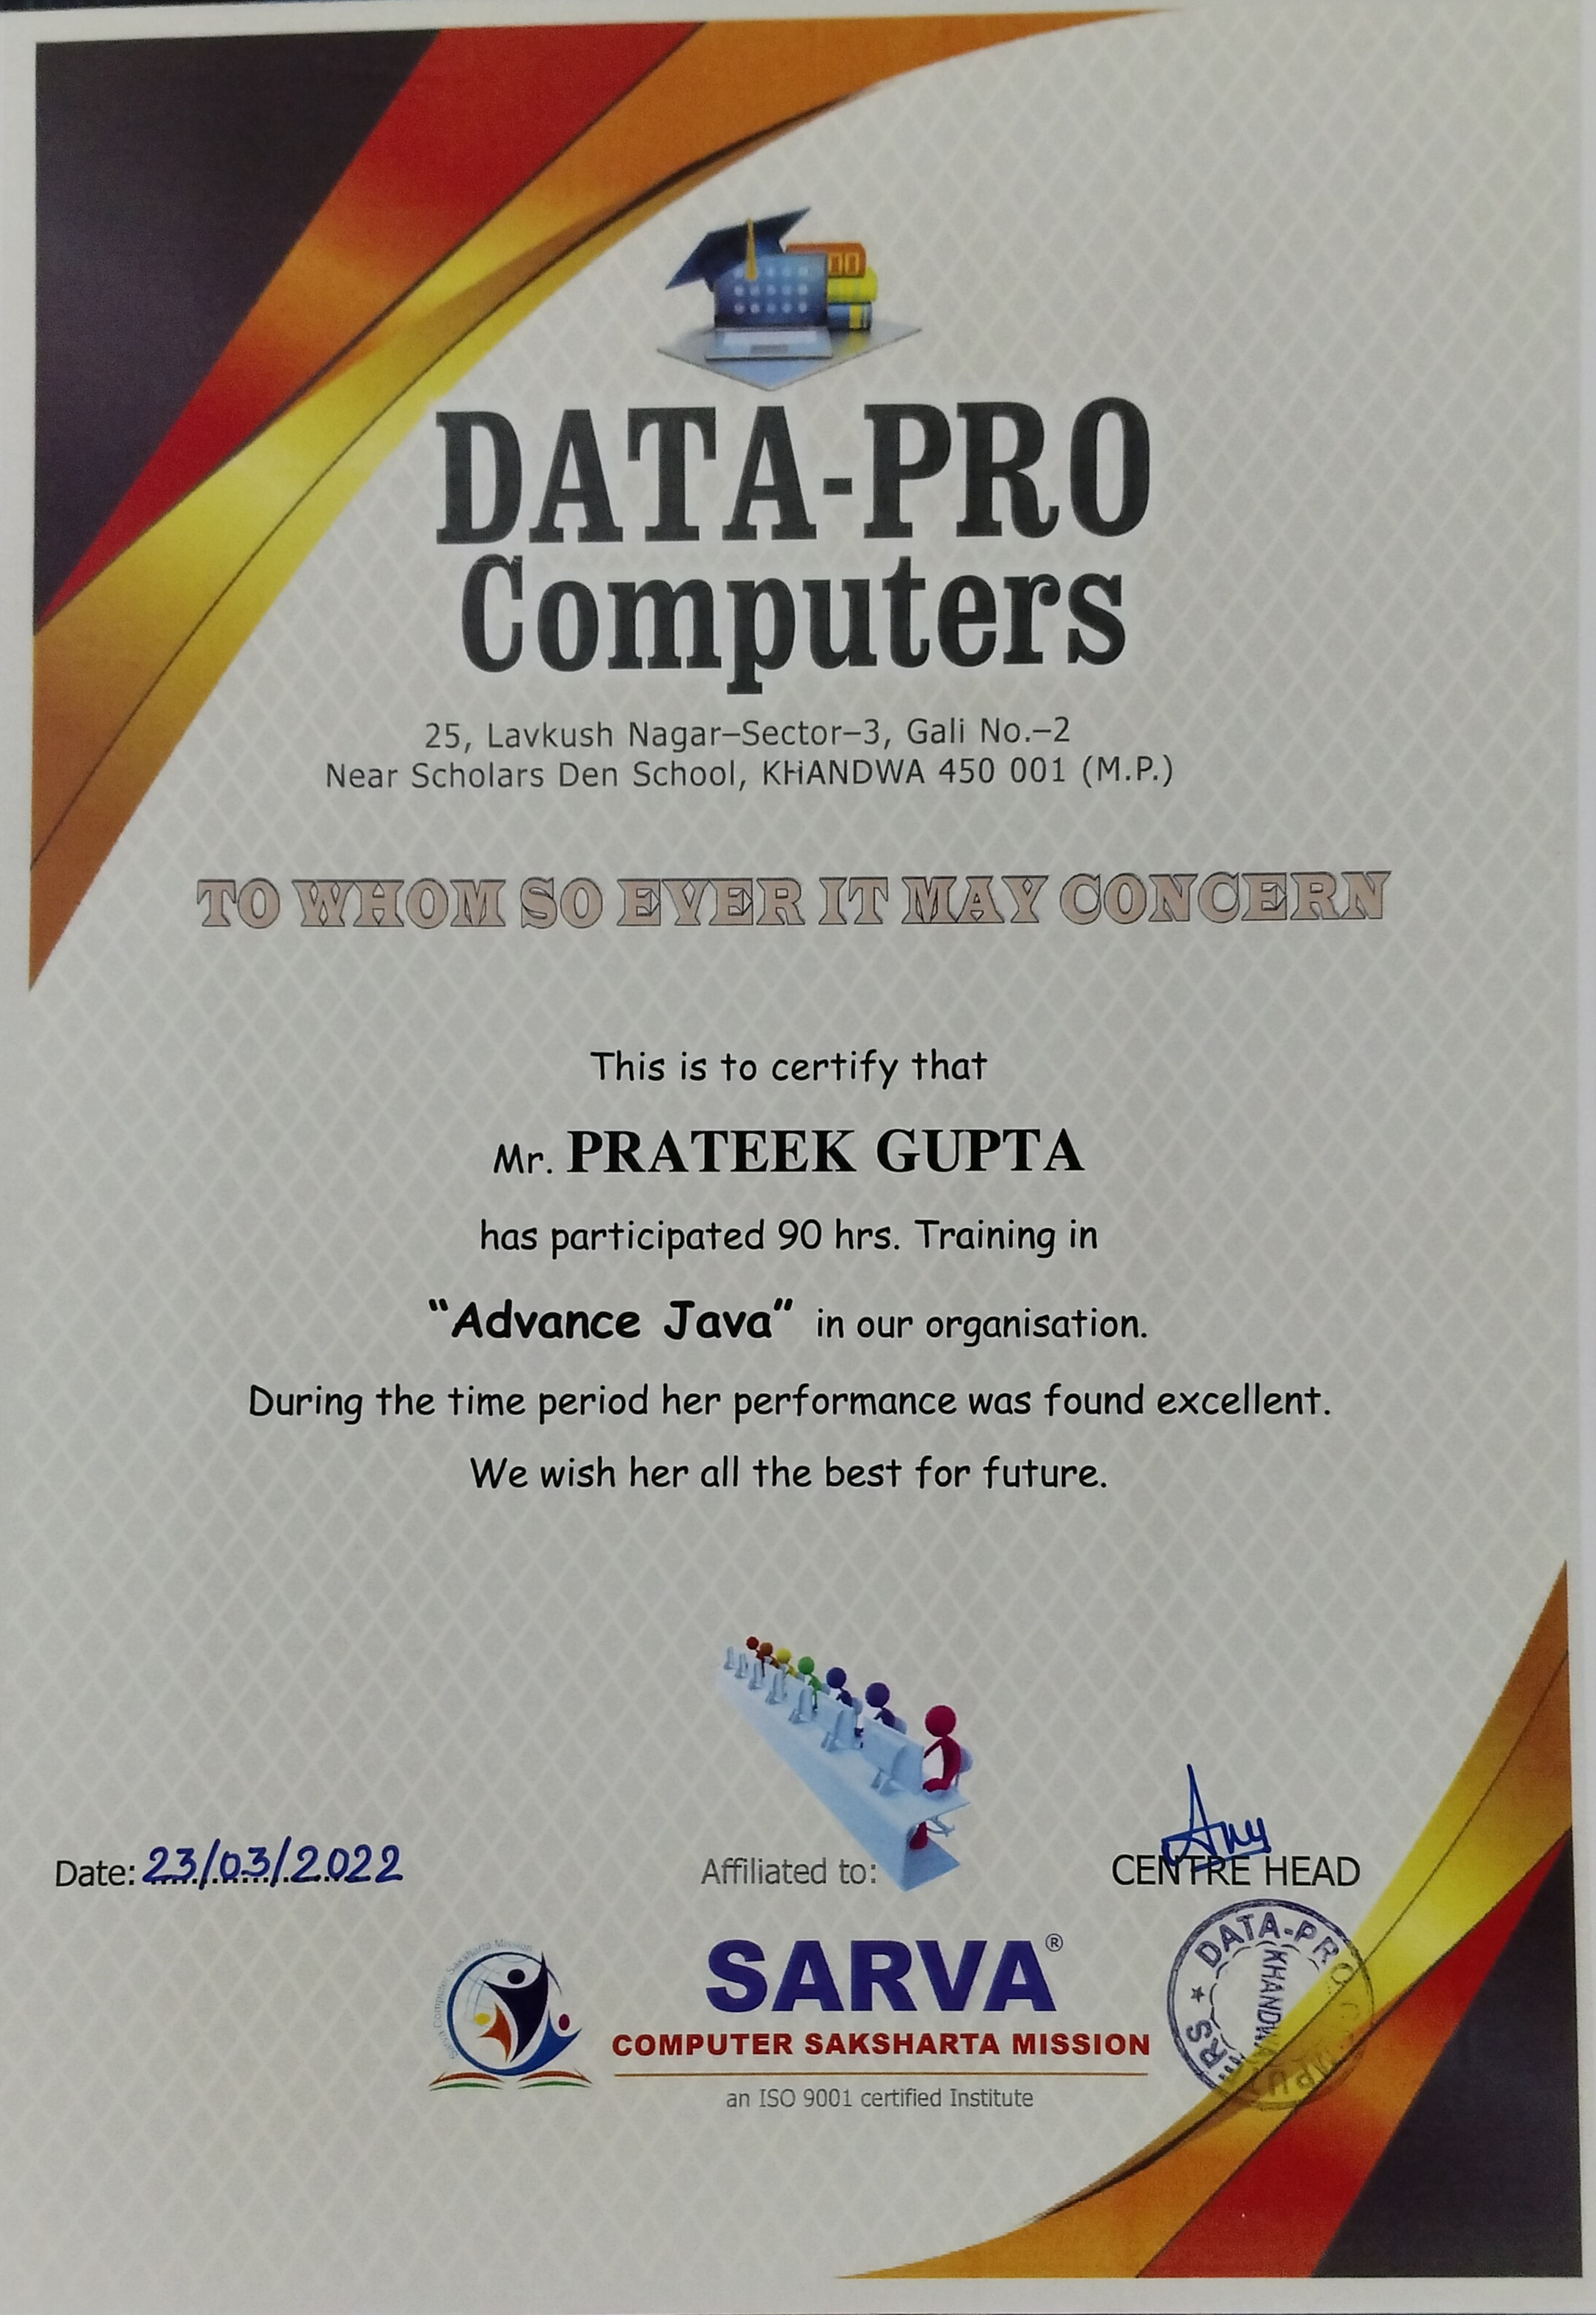 DATA-PRO
Computers
25, Lavkush Nagar–Sector–3, Gali No.–2
Near Scholars Den School, KHANDWA 450 001 (M.P.)
TO WHOM SO EVER IT MAY CONCERN
This is to certify that
Mr. PRATEEK GUPTA
has participated 90 hrs. Training in
“Advance Java” in our organisation.
During the time period her performance was found excellent.
We wish her all the best for future.
Date: 23/03/2022
Affiliated to:
CENTRE HEAD
SARVA®
COMPUTER SAKSHARTA MISSION
an ISO 9001 certified Institute
Sarva Computer Saksharta Mission
DATA-PRO
KHANDWA